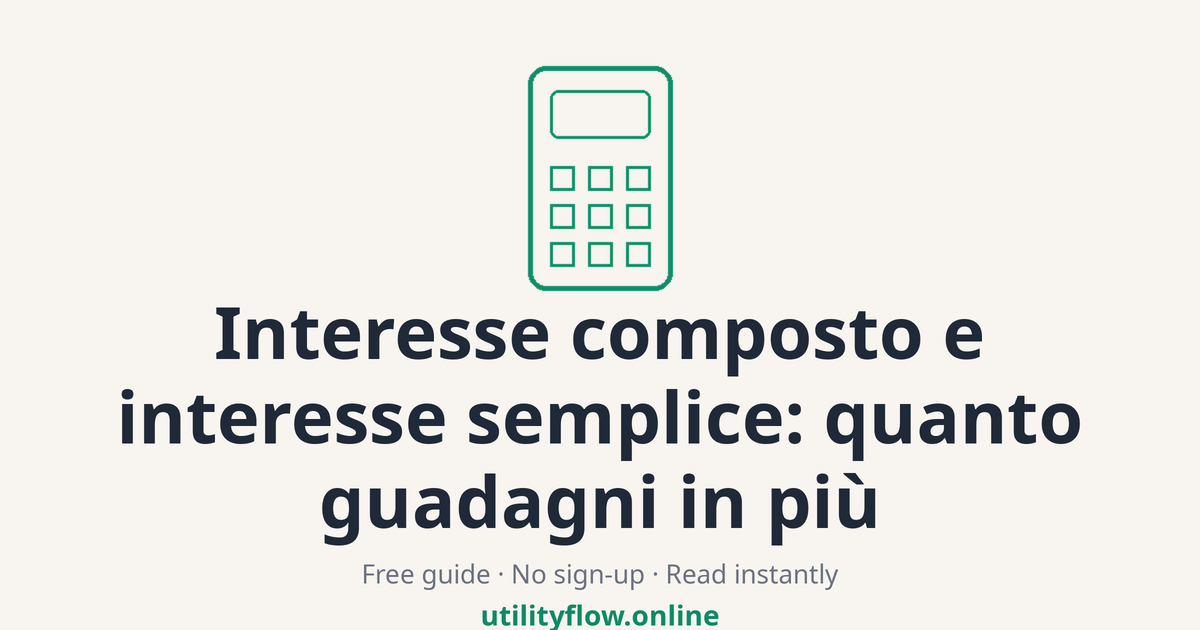 Interesse composto e
interesse semplice: quanto
guadagni in più
Free guide · No sign-up · Read instantly
utilityflow.online